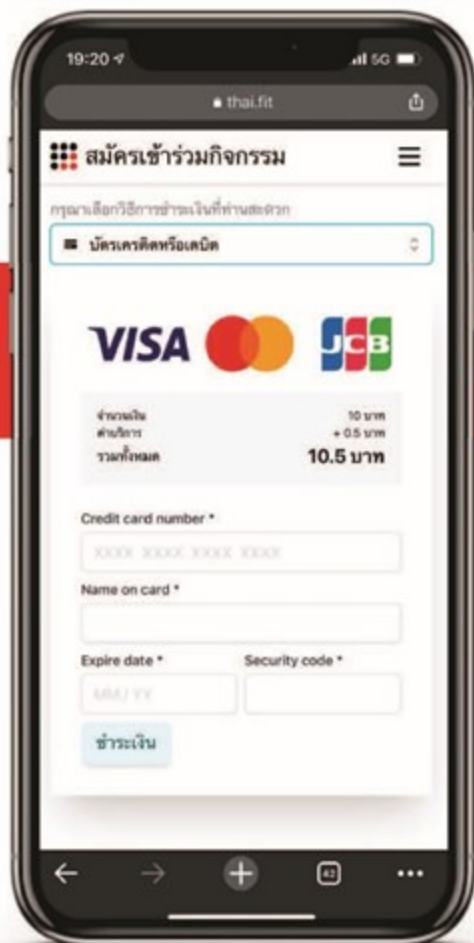 19:20
5G
thai.fit
สมัครเข้าร่วมกิจกรรม
กรุณาเลือกวิธีการชำระเงินที่ท่านสะดวก
บัตรเครดิตหรือเดบิต
VISA JCB
จำนวนเงิน 10 บาท
ค่าบริการ + 0.5 บาท
รวมทั้งหมด 10.5 บาท
Credit card number *
XXXX XXXX XXXX XXXX
Name on card *
Expire date * Security code *
MM/YY
ชำระเงิน
42